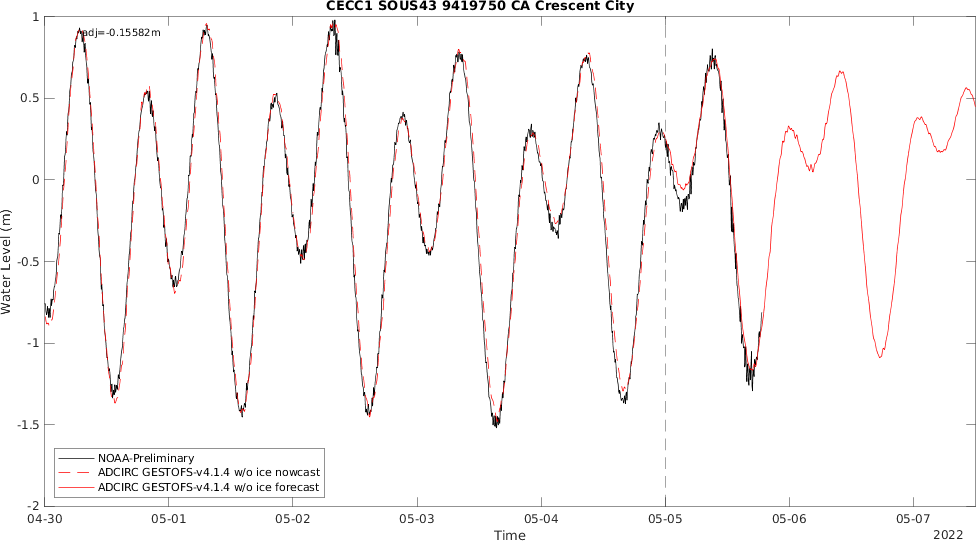 CECC1 SOUS43 9419750 CA Crescent City
adj=-0.15582m
1
0.5
0
-0.5
-1
-1.5
-2
Water Level (m)
NOAA-Preliminary
ADCIRC GESTOFS-v4.1.4 w/o ice nowcast
ADCIRC GESTOFS-v4.1.4 w/o ice forecast
04-30 05-01 05-02 05-03 05-04 05-05 05-06 05-07
Time
2022